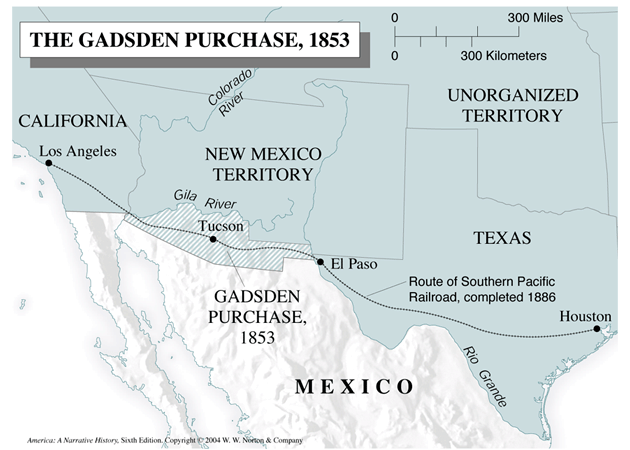 THE GADSDEN PURCHASE, 1853
0
300 Miles
0
300 Kilometers
Colorado
River
UNORGANIZED
TERRITORY
CALIFORNIA
Los Angeles
NEW MEXICO
TERRITORY
Gila River
Tucson
TEXAS
El Paso
Route of Southern Pacific
Railroad, completed 1886
GADSDEN
PURCHASE,
1853
Houston
Rio Grande
MEXICO
America: A Narrative History, Sixth Edition, Copyright © 2004 W. W. Norton & Company